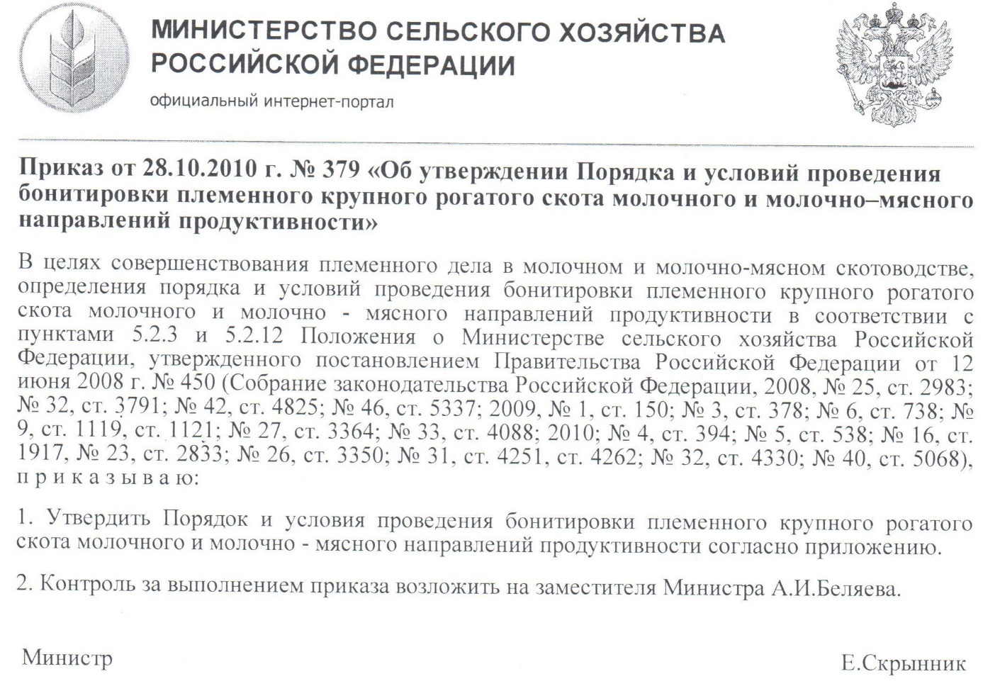 МИНИСТЕРСТВО СЕЛЬСКОГО ХОЗЯЙСТВА
РОССИЙСКОЙ ФЕДЕРАЦИИ
официальный интернет-портал
Приказ от 28.10.2010 г. № 379 «Об утверждении Порядка и условий проведения
бонитировки племенного крупного рогатого скота молочного и молочно–мясного
направлений продуктивности»
В целях совершенствования племенного дела в молочном и молочно-мясном скотоводстве,
определения порядка и условий проведения бонитировки племенного крупного рогатого
скота молочного и молочно - мясного направлений продуктивности в соответствии с
пунктами 5.2.3 и 5.2.12 Положения о Министерстве сельского хозяйства Российской
Федерации, утвержденного постановлением Правительства Российской Федерации от 12
июня 2008 г. № 450 (Собрание законодательства Российской Федерации, 2008, № 25, ст. 2983;
№ 32, ст. 3791; № 42, ст. 4825; № 46, ст. 5337; 2009, № 1, ст. 150; № 3, ст. 378; № 6, ст. 738; №
9, ст. 1119, ст. 1121; № 27, ст. 3364; № 33, ст. 4088; 2010; № 4, ст. 394; № 5, ст. 538; № 16, ст.
1917, № 23, ст. 2833; № 26, ст. 3350; № 31, ст. 4251, ст. 4262; № 32, ст. 4330; № 40, ст. 5068),
п р и к а з ы в а ю:
1. Утвердить Порядок и условия проведения бонитировки племенного крупного рогатого
скота молочного и молочно - мясного направлений продуктивности согласно приложению.
2. Контроль за выполнением приказа возложить на заместителя Министра А.И.Беляева.
Министр
Е.Скрынник